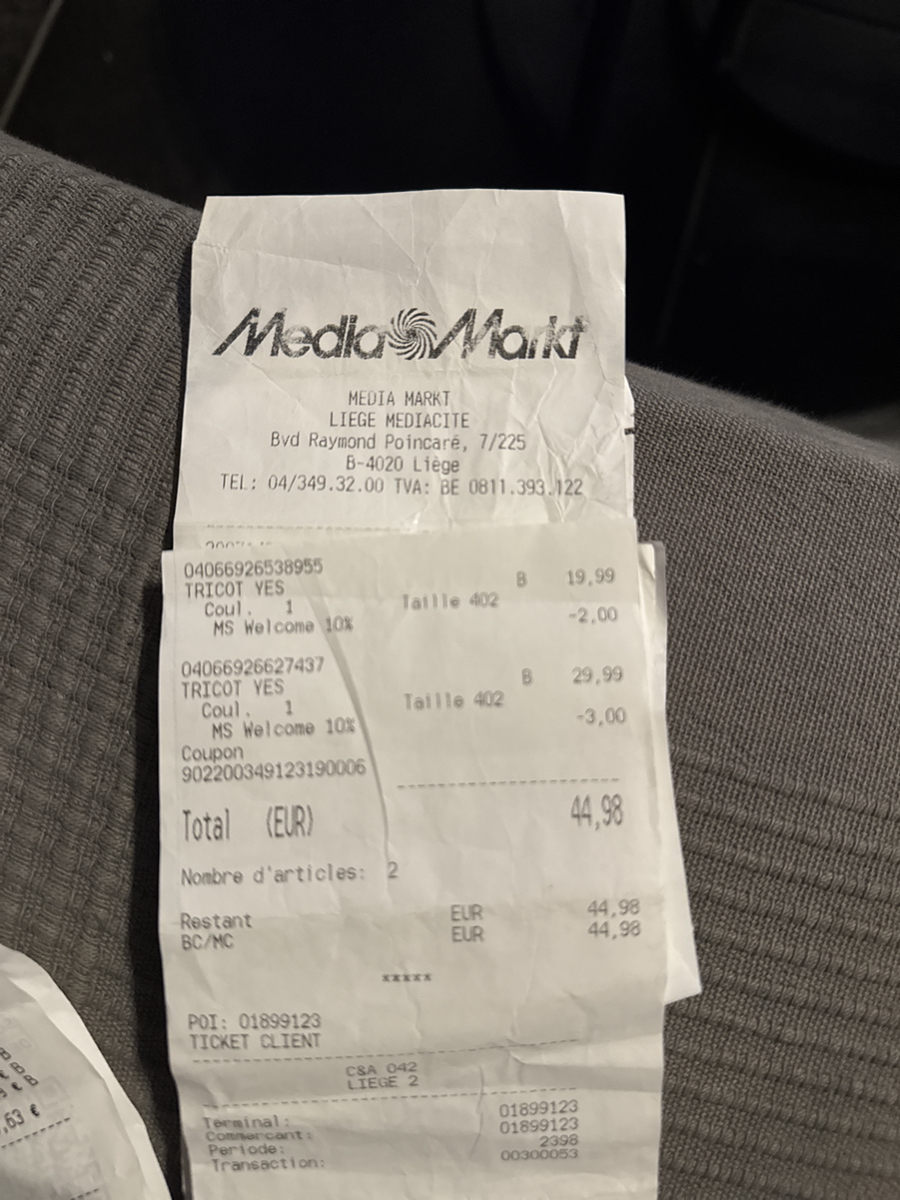 Media Markt
MEDIA MARKT
LIEGE MEDIACITE
Bvd Raymond Poincaré, 7/225
B-4020 Liège
TEL: 04/349.32.00 TVA: BE 0811.393.122
04066926538955
TRICOT YES B 19,99
Coul. 1 Taille 402
MS Welcome 10% -2,00
04066926627437
TRICOT YES B 29,99
Coul. 1 Taille 402
MS Welcome 10% -3,00
Coupon
902200349123190006
Total (EUR) 44,98
Nombre d'articles: 2
Restant EUR 44,98
BC/MC EUR 44,98
*****
POI: 01899123
TICKET CLIENT
C&A 042
LIEGE 2
Terminal: 01899123
Commercant: 01899123
Periode: 2398
Transaction: 00300053
,63 €